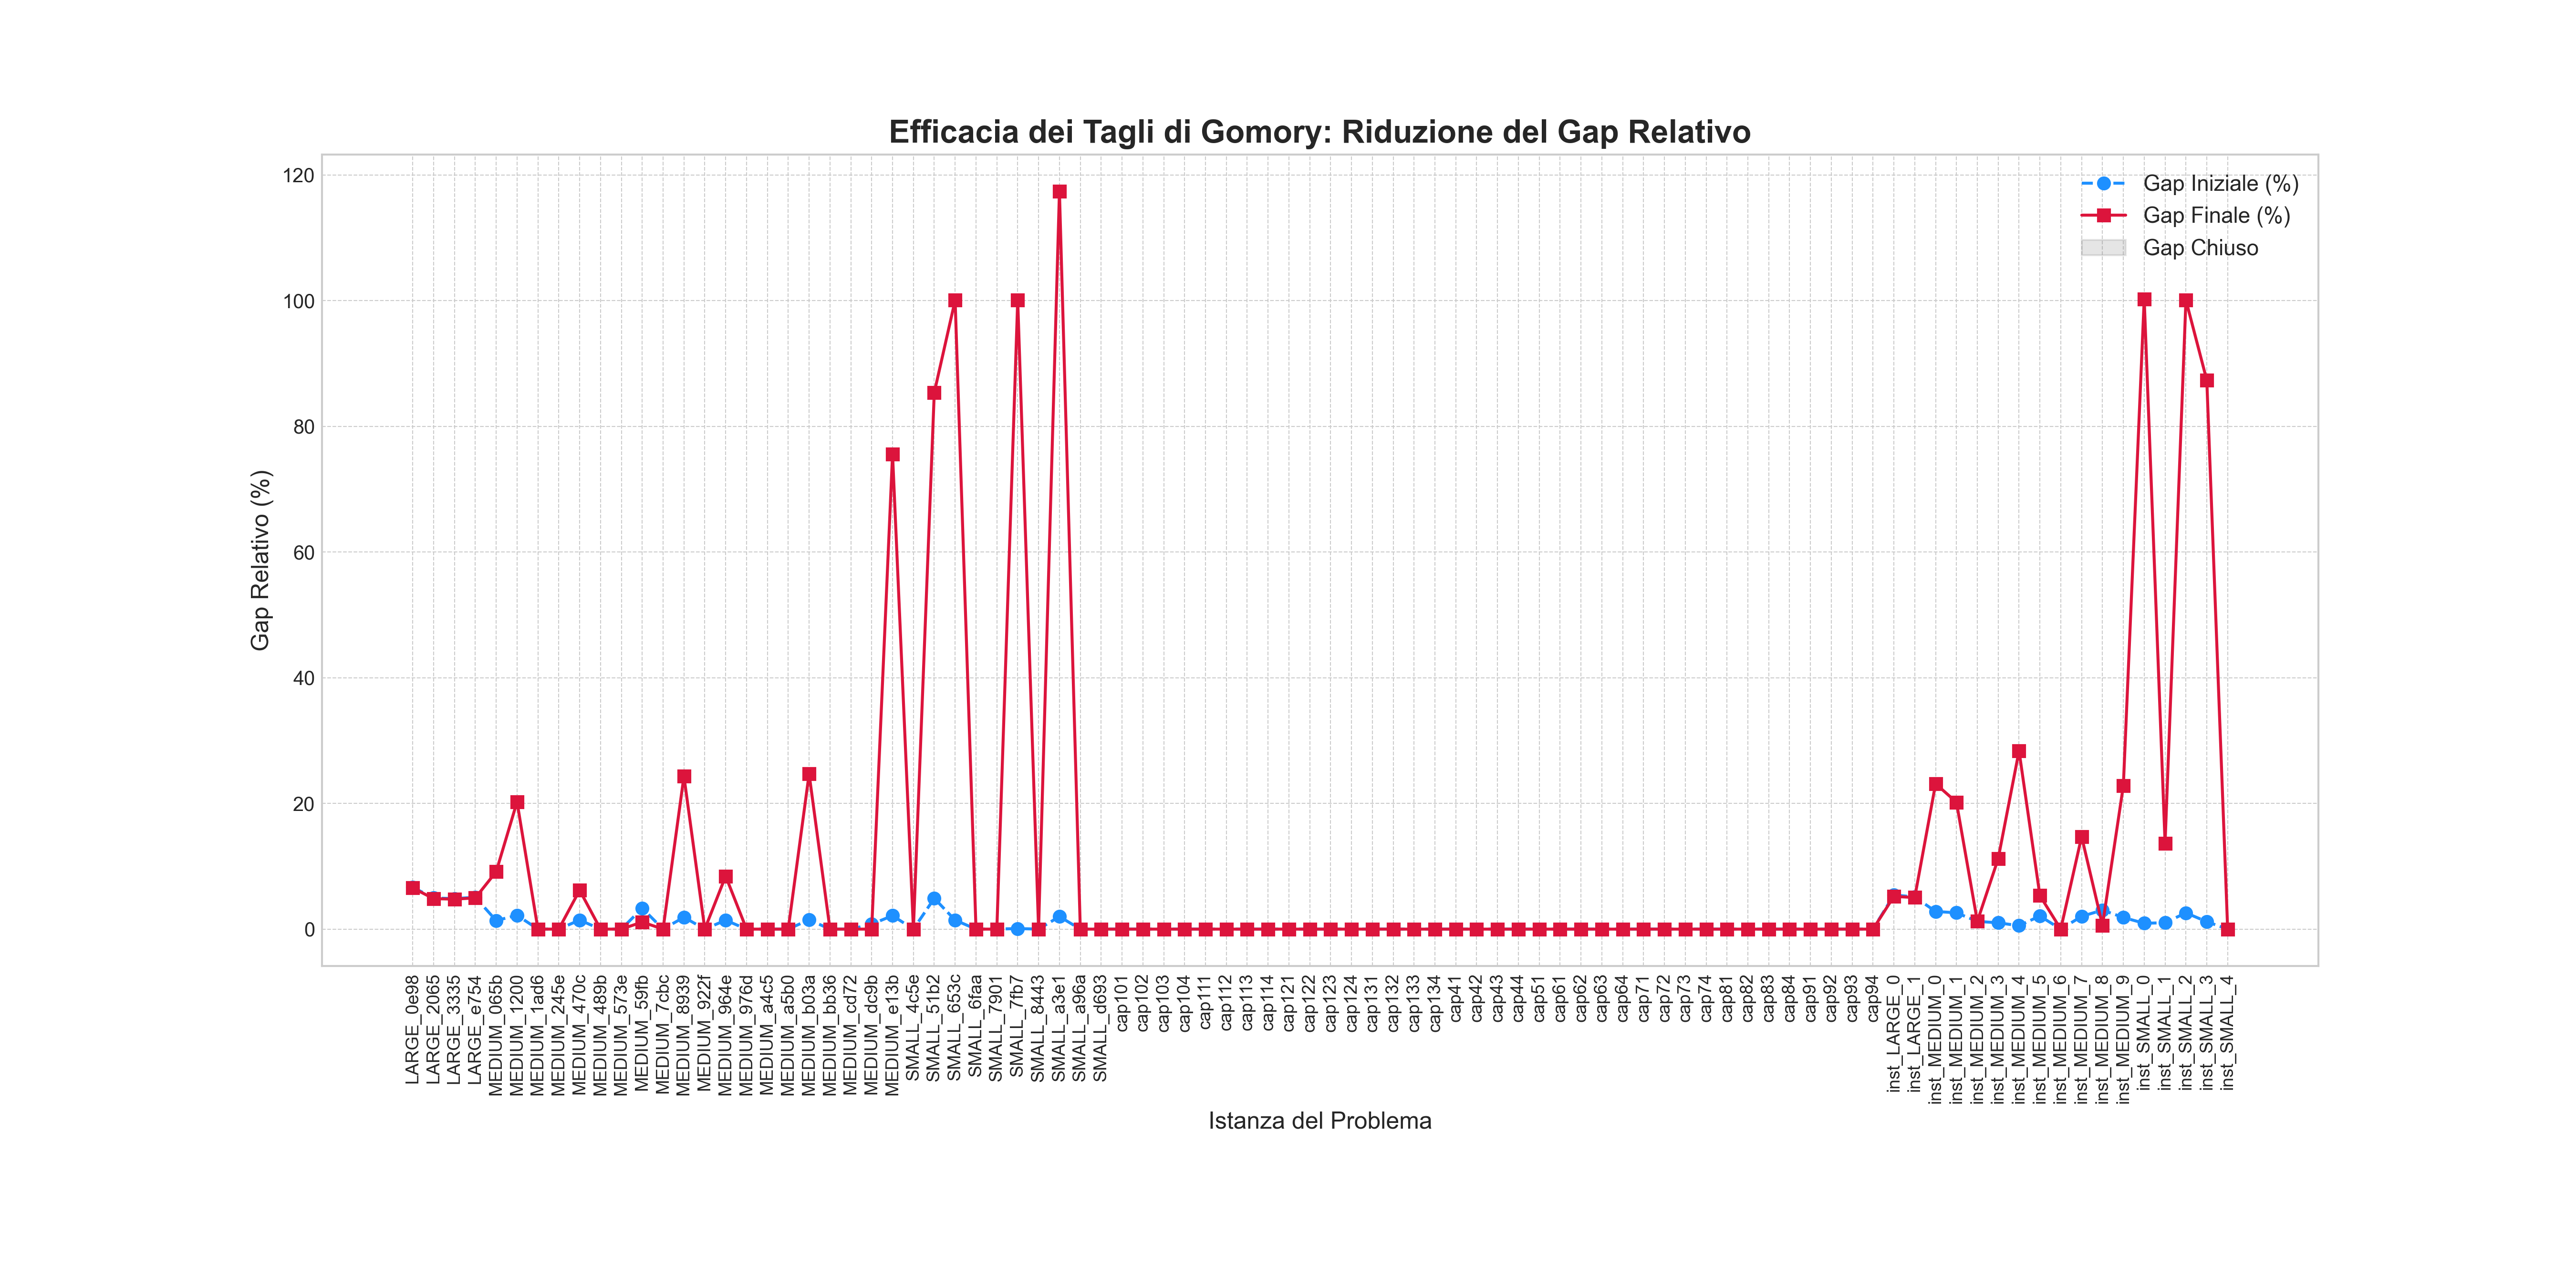 Efficacia dei Tagli di Gomory: Riduzione del Gap Relativo
Gap Iniziale (%)
Gap Finale (%)
Gap Chiuso
120
100
80
60
40
20
0
Gap Relativo (%)
LARGE_0e98
LARGE_2065
LARGE_3335
LARGE_e754
MEDIUM_065b
MEDIUM_1200
MEDIUM_1ad6
MEDIUM_245e
MEDIUM_470c
MEDIUM_489b
MEDIUM_573e
MEDIUM_59fb
MEDIUM_7cbc
MEDIUM_8939
MEDIUM_922f
MEDIUM_964e
MEDIUM_976d
MEDIUM_a4c5
MEDIUM_a5b0
MEDIUM_b03a
MEDIUM_bb36
MEDIUM_cd72
MEDIUM_dc9b
MEDIUM_e13b
SMALL_4c5e
SMALL_51b2
SMALL_653c
SMALL_6faa
SMALL_7901
SMALL_7fb7
SMALL_8443
SMALL_a3e1
SMALL_a96a
SMALL_d693
cap101
cap102
cap103
cap104
cap111
cap112
cap113
cap114
cap121
cap122
cap123
cap124
cap131
cap132
cap133
cap134
cap41
cap42
cap43
cap44
cap51
cap61
cap62
cap63
cap64
cap71
cap72
cap73
cap74
cap81
cap82
cap83
cap84
cap91
cap92
cap93
cap94
inst_LARGE_0
inst_LARGE_1
inst_MEDIUM_0
inst_MEDIUM_1
inst_MEDIUM_2
inst_MEDIUM_3
inst_MEDIUM_4
inst_MEDIUM_5
inst_MEDIUM_6
inst_MEDIUM_7
inst_MEDIUM_8
inst_MEDIUM_9
inst_SMALL_0
inst_SMALL_1
inst_SMALL_2
inst_SMALL_3
inst_SMALL_4
Istanza del Problema